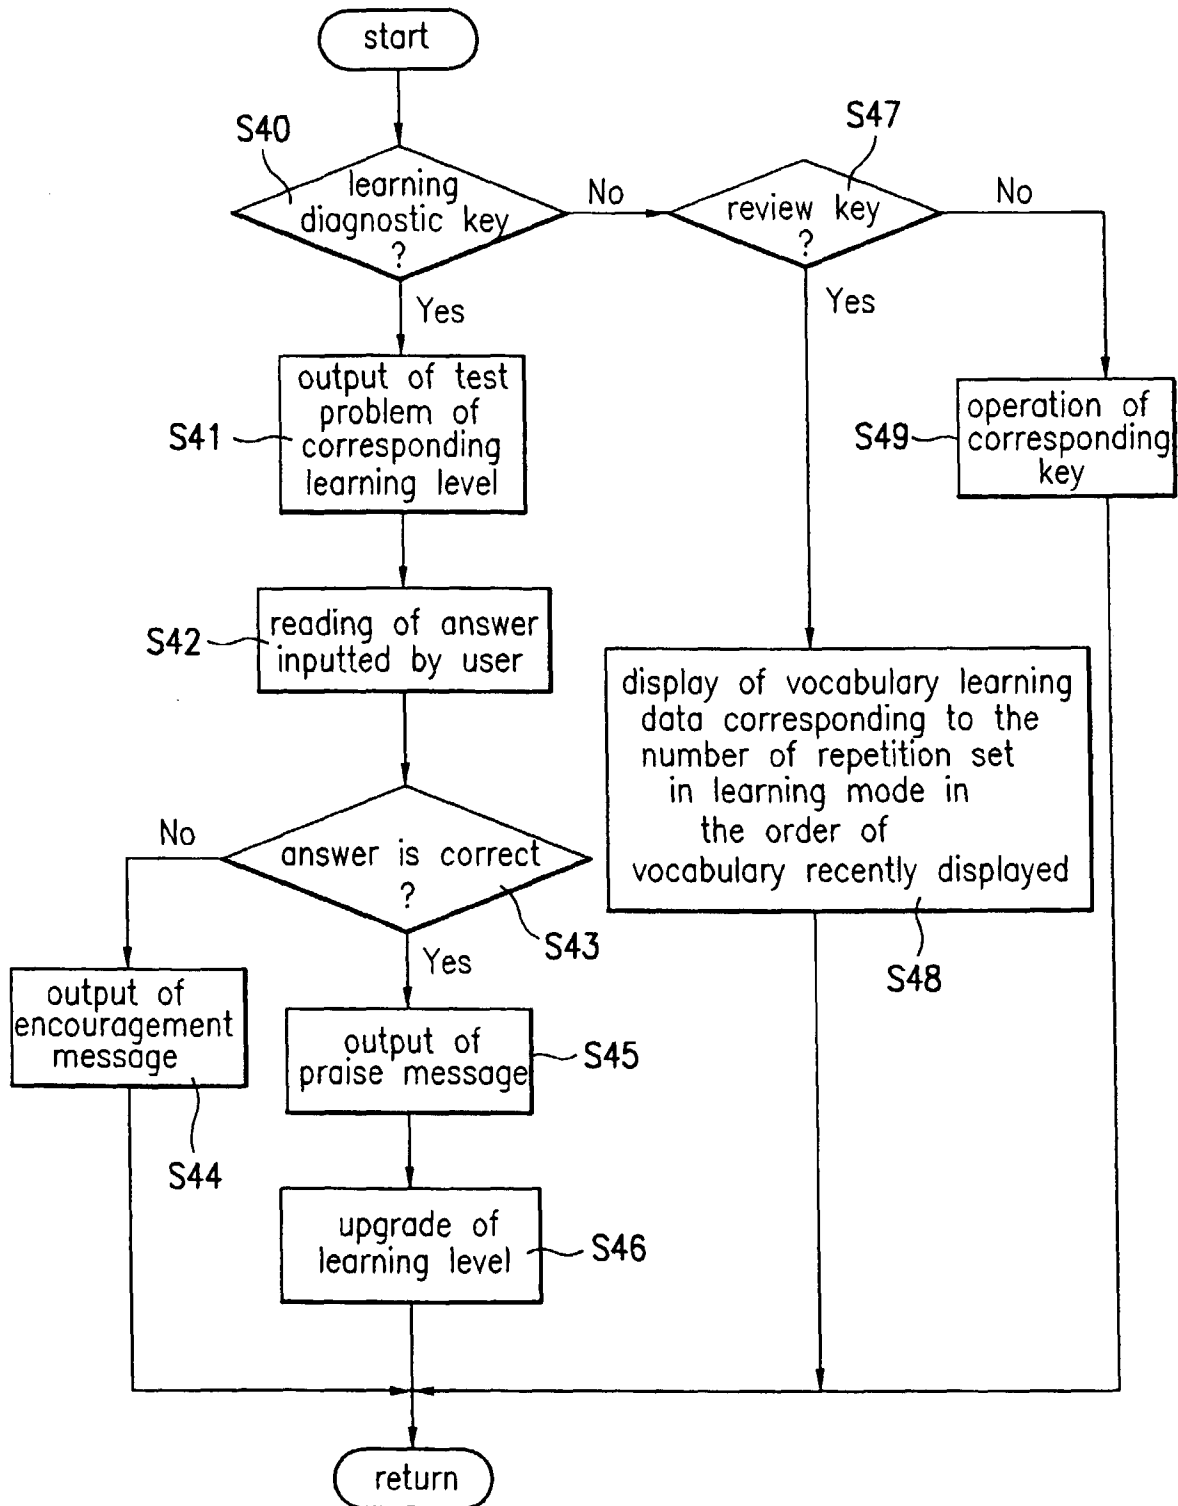 start
S40
learning
diagnostic key
?
No
Yes
S47
review key
?
No
Yes
S41
output of test
problem of
corresponding
learning level
S49
operation of
corresponding
key
S42
reading of answer
inputted by user
display of vocabulary learning
data corresponding to the
number of repetition set
in learning mode in
the order of
vocabulary recently displayed
S48
No
answer is correct
?
S43
Yes
output of
encouragement
message
S44
output of
praise message
S45
upgrade of
learning level
S46
return